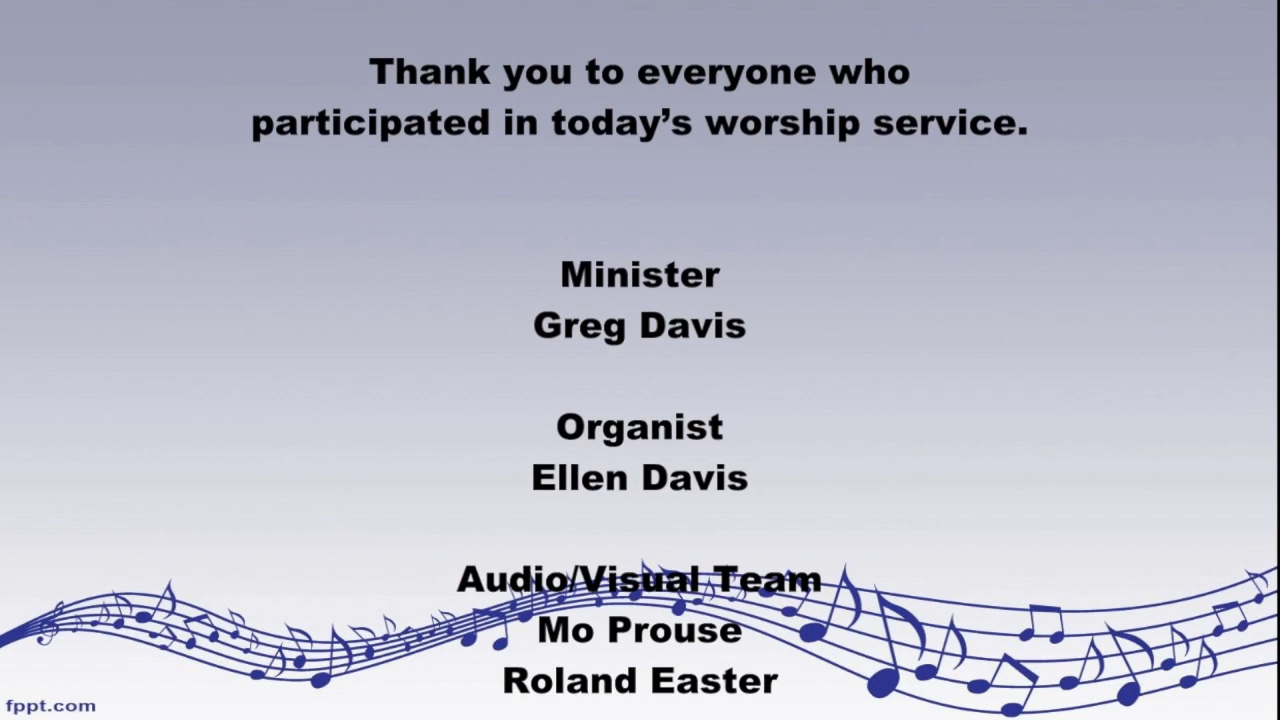 Thank you to everyone who
participated in today’s worship service.
Minister
Greg Davis
Organist
Ellen Davis
Audio/Visual Team
Mo Prouse
Roland Easter
fppt.com